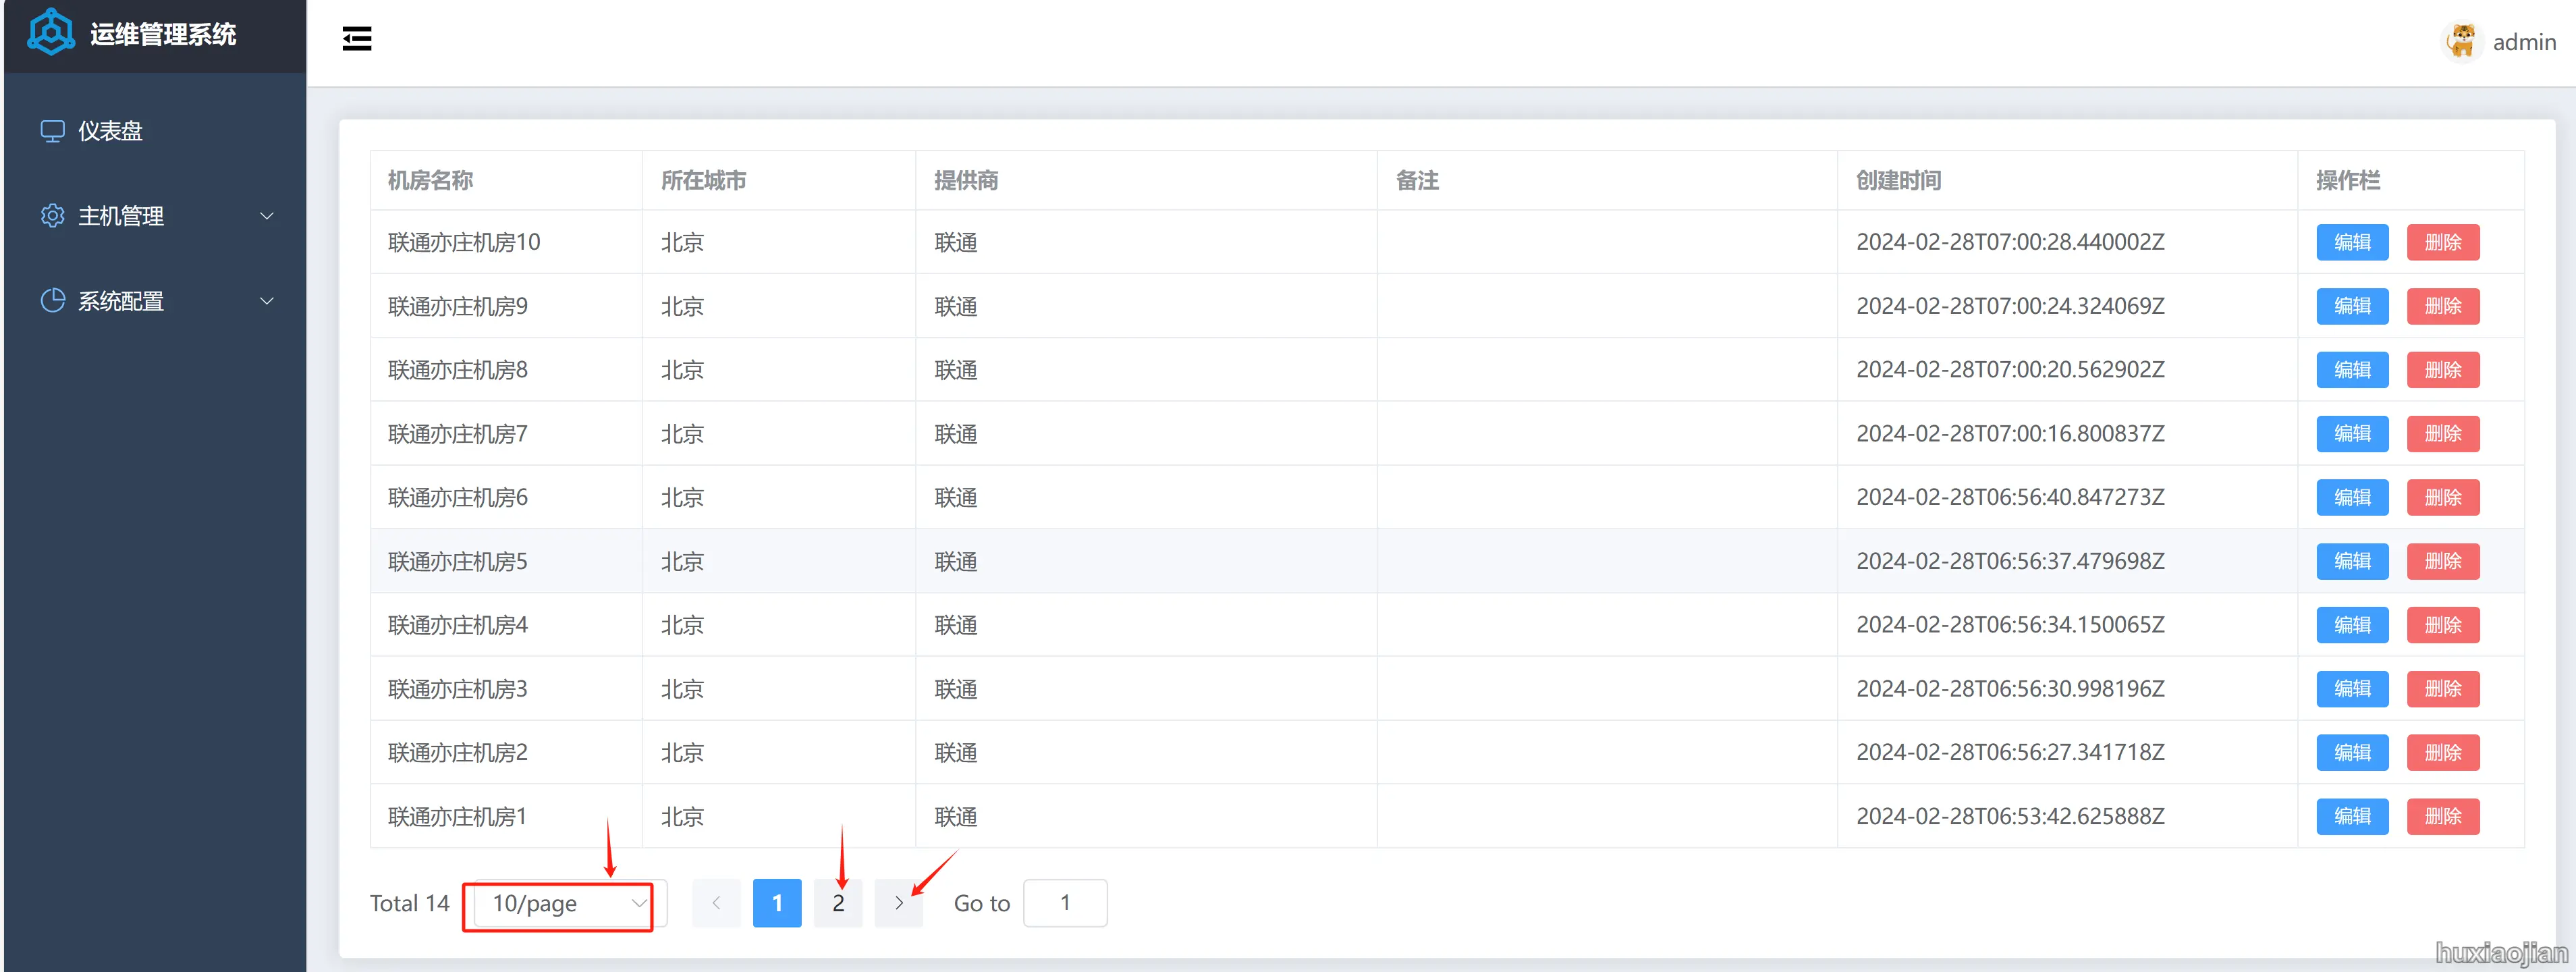 运维管理系统
admin
仪表盘
主机管理
系统配置
机房名称 所在城市 提供商 备注 创建时间 操作栏
联通亦庄机房10 北京 联通 2024-02-28T07:00:28.440002Z 编辑 删除
联通亦庄机房9 北京 联通 2024-02-28T07:00:24.324069Z 编辑 删除
联通亦庄机房8 北京 联通 2024-02-28T07:00:20.562902Z 编辑 删除
联通亦庄机房7 北京 联通 2024-02-28T07:00:16.800837Z 编辑 删除
联通亦庄机房6 北京 联通 2024-02-28T06:56:40.847273Z 编辑 删除
联通亦庄机房5 北京 联通 2024-02-28T06:56:37.479698Z 编辑 删除
联通亦庄机房4 北京 联通 2024-02-28T06:56:34.150065Z 编辑 删除
联通亦庄机房3 北京 联通 2024-02-28T06:56:30.998196Z 编辑 删除
联通亦庄机房2 北京 联通 2024-02-28T06:56:27.341718Z 编辑 删除
联通亦庄机房1 北京 联通 2024-02-28T06:53:42.625888Z 编辑 删除
Total 14 10/page 1 2 Go to 1
huxiaojian